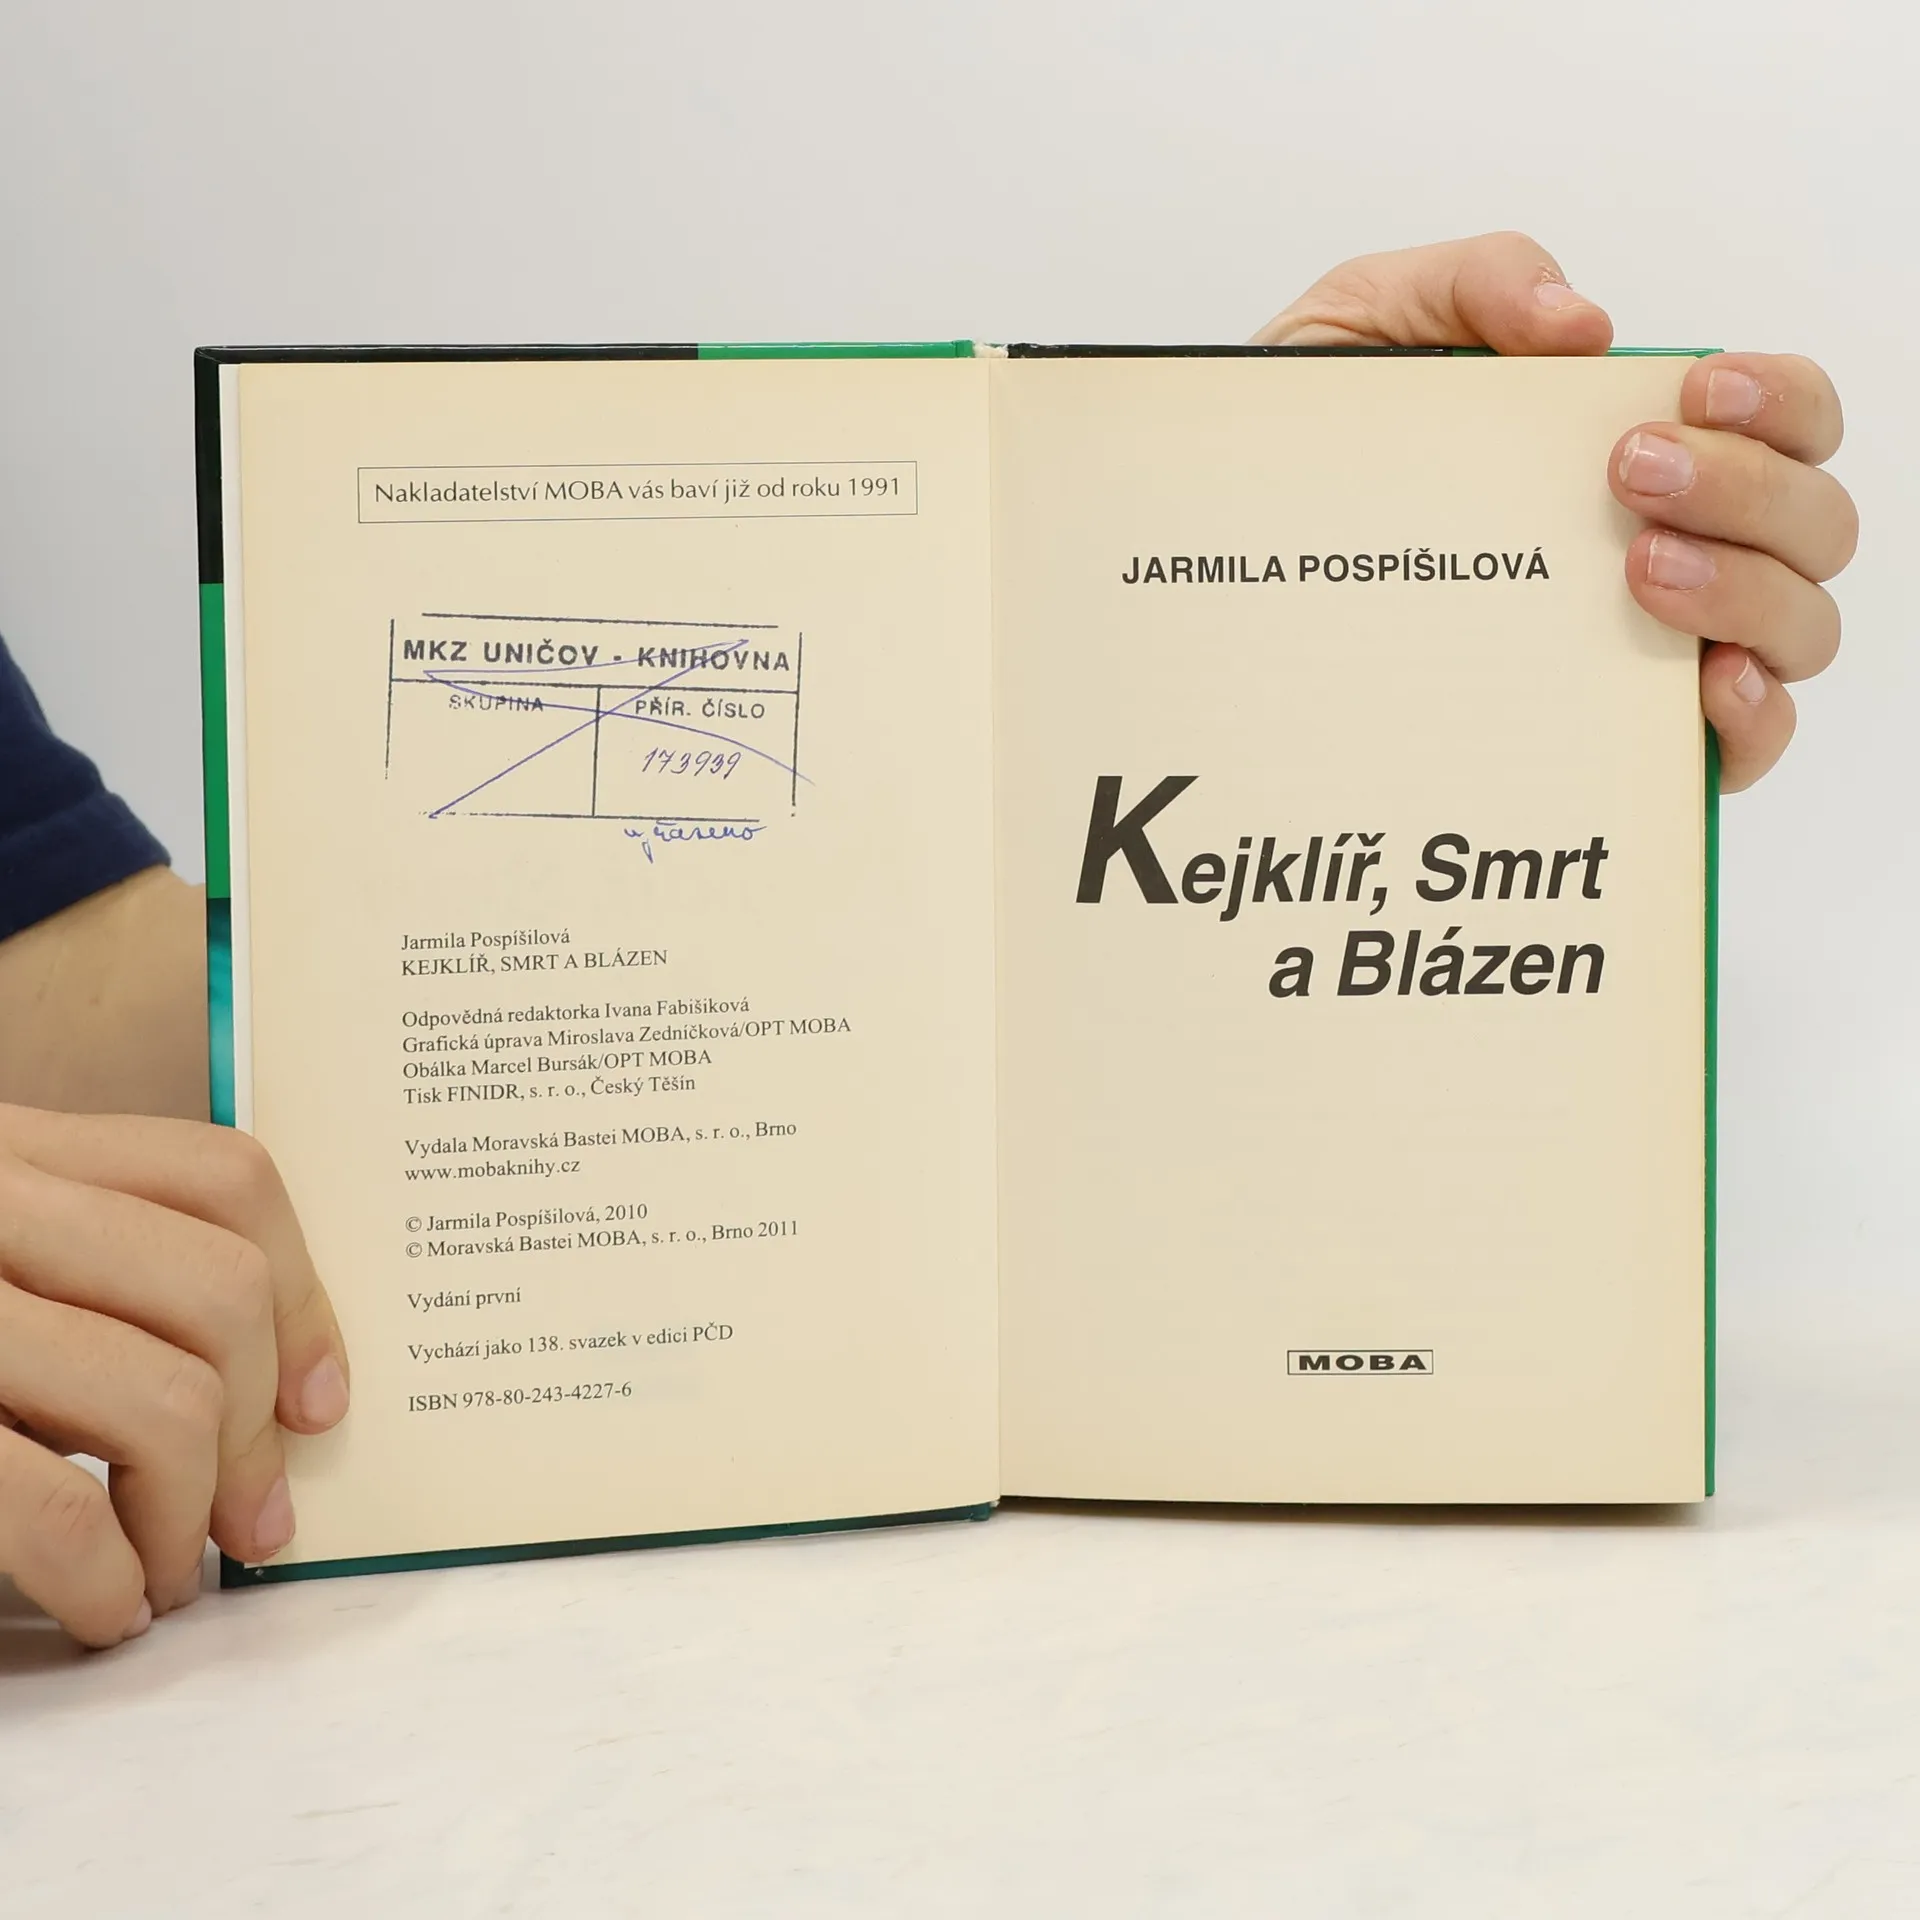 Nakladatelství MOBA vás baví již od roku 1991
MKZ UNIČOV - KNIHOVNA
SKUPINA
PŘÍR. ČÍSLO
173939
vyřazeno
Jarmila Pospíšilová
KEJKLÍŘ, SMRT A BLÁZEN
Odpovědná redaktorka Ivana Fabišiková
Grafická úprava Miroslava Zedníčková/OPT MOBA
Obálka Marcel Bursák/OPT MOBA
Tisk FINIDR, s. r. o., Český Těšín
Vydala Moravská Bastei MOBA, s. r. o., Brno
www.mobaknihy.cz
© Jarmila Pospíšilová, 2010
© Moravská Bastei MOBA, s. r. o., Brno 2011
Vydání první
Vychází jako 138. svazek v edici PČD
ISBN 978-80-243-4227-6
JARMILA POSPÍŠILOVÁ
Kejklíř, Smrt
a Blázen
MOBA